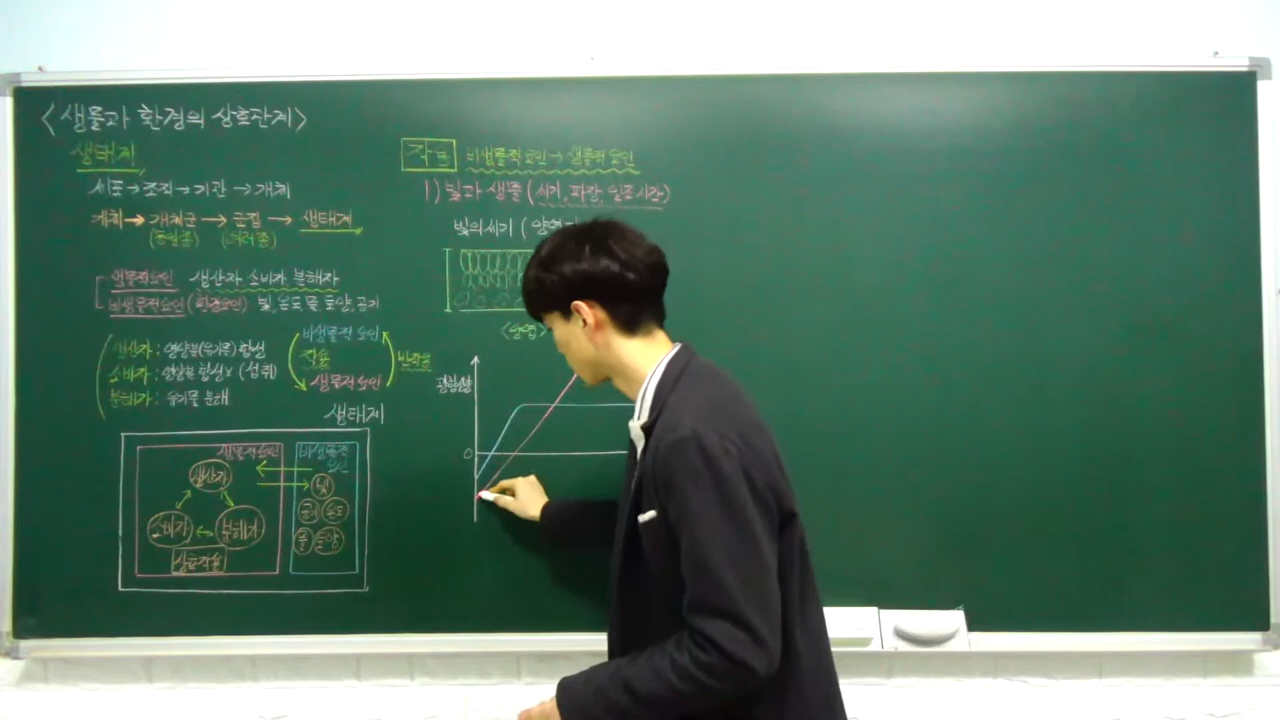 <생물과 환경의 상호관계>
생태계
세포→조직→기관→개체
개체→개체군→군집→생태계
(동일종) (여러종)
생물적요인 생산자 소비자 분해자
비생물적요인(환경요인) 빛, 온도, 물, 토양, 공기
생산자 : 영양분(유기물) 합성
소비자 : 영양분 합성X (섭취)
분해자 : 유기물 분해
비생물적 요인
작용
생물적 요인
반작용
생태계
생물적요인
생산자
소비자
분해자
상호작용
비생물적
요인
빛
공기
온도
물
토양
작용 비생물적요인→생물적요인
1) 빛과 생물 (세기, 파장, 일조시간)
빛의세기 (양엽
<양엽>
0